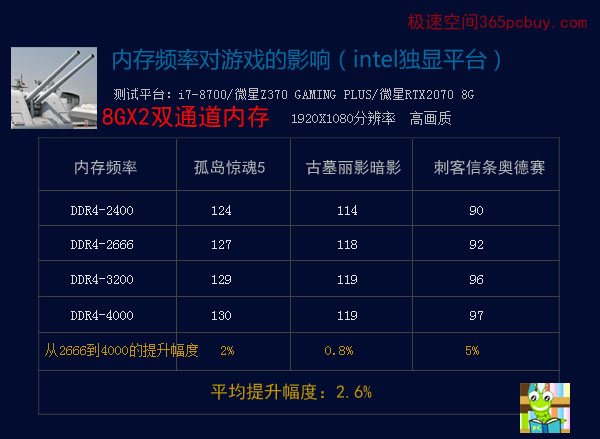 极速空间365pcbuy.com
内存频率对游戏的影响（intel独显平台）
测试平台：i7-8700/微星Z370 GAMING PLUS/微星RTX2070 8G
8GX2双通道内存 1920X1080分辨率 高画质
内存频率 孤岛惊魂5 古墓丽影暗影 刺客信条奥德赛
DDR4-2400 124 114 90
DDR4-2666 127 118 92
DDR4-3200 129 119 96
DDR4-4000 130 119 97
从2666到4000的提升幅度 2% 0.8% 5%
平均提升幅度：2.6%
PC